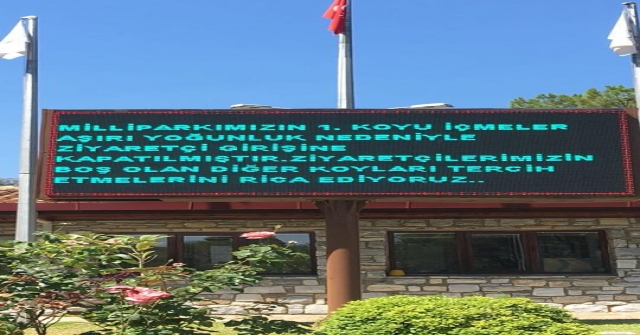 MİLLİPARKIMIZIN 1. KOYU İÇMELER
AŞIRI YOĞUNLUK NEDENİYLE
ZİYARETÇİ GİRİŞİNE
KAPATILMIŞTIR.ZİYARETÇİLERİMİZİN
BOŞ OLAN DİĞER KOYLARI TERCİH
ETMELERİNİ RİCA EDİYORUZ..